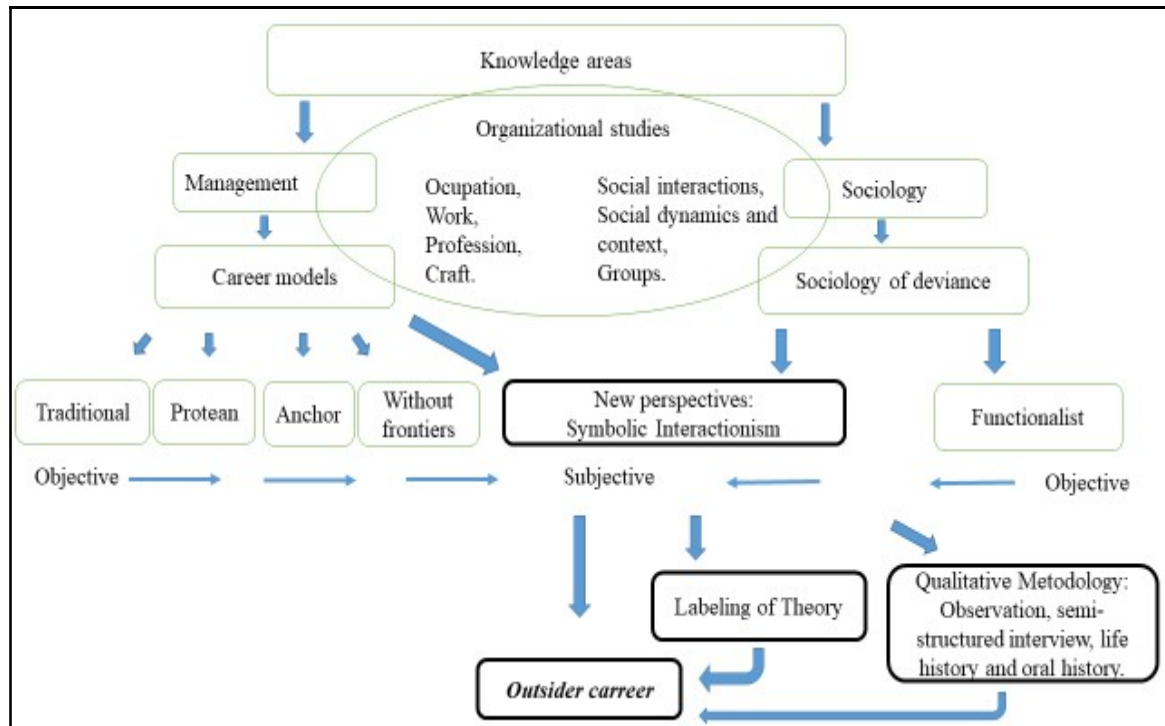 Knowledge areas
Organizational studies
Management
Ocupation,
Work,
Profession,
Craft.
Social interactions,
Social dynamics and
context,
Groups.
Sociology
Career models
Sociology of deviance
Traditional
Protean
Anchor
Without
frontiers
New perspectives:
Symbolic Interactionism
Functionalist
Objective
Subjective
Objective
Labeling of Theory
Qualitative Metodology:
Observation, semi-
structured interview, life
history and oral history.
Outsider carreer